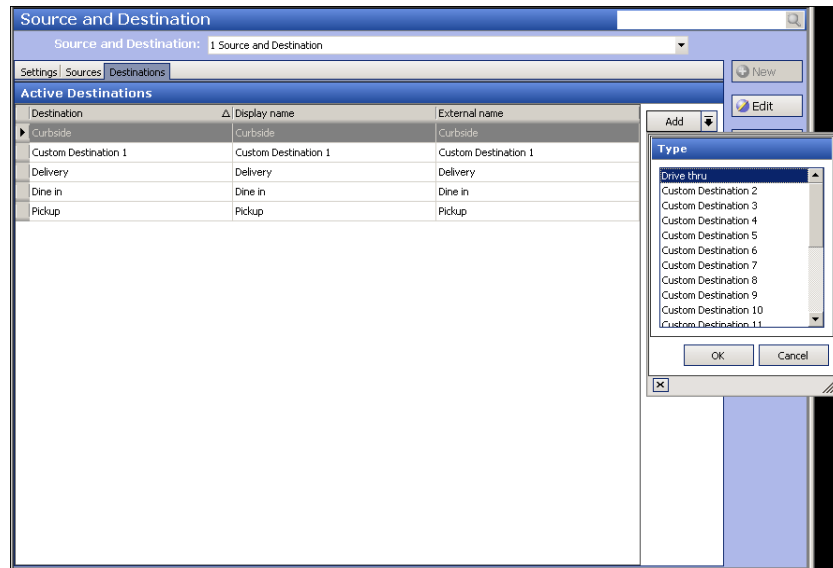 Source and Destination
Source and Destination: 1 Source and Destination
Settings Sources Destinations
New
Active Destinations
Edit
Destination Display name External name
Add
Curbside Curbside Curbside
Custom Destination 1 Custom Destination 1 Custom Destination 1
Delivery Delivery Delivery
Dine in Dine in Dine in
Pickup Pickup Pickup
Type
Drive thru
Custom Destination 2
Custom Destination 3
Custom Destination 4
Custom Destination 5
Custom Destination 6
Custom Destination 7
Custom Destination 8
Custom Destination 9
Custom Destination 10
Custom Destination 11
OK Cancel